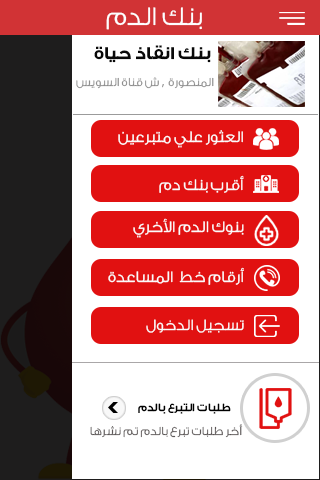 بنك الدم
بنك انقاذ حياة
المنصورة , ش قناة السويس
العثور علي متبرعين
أقرب بنك دم
بنوك الدم الأخري
أرقام خط المساعدة
تسجيل الدخول
طلبات التبرع بالدم
أخر طلبات تبرع بالدم تم نشرها